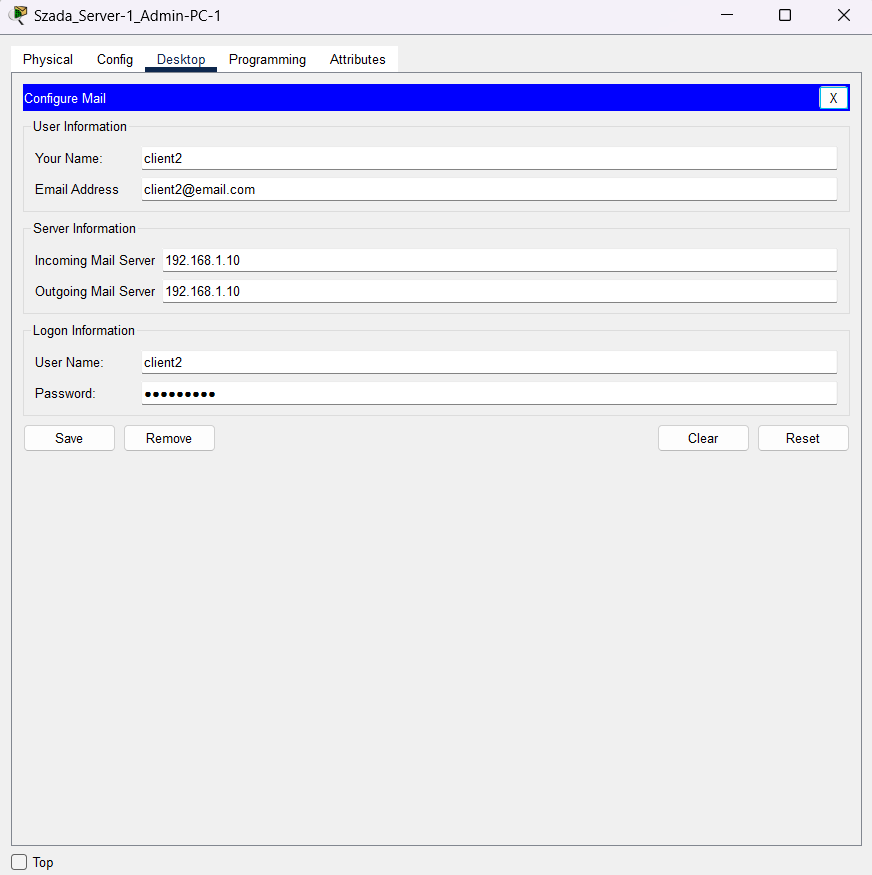 Szada_Server-1_Admin-PC-1
Physical Config Desktop Programming Attributes
Configure Mail X
User Information
Your Name: client2
Email Address client2@email.com
Server Information
Incoming Mail Server 192.168.1.10
Outgoing Mail Server 192.168.1.10
Logon Information
User Name: client2
Password: •••••••••
Save Remove Clear Reset
Top